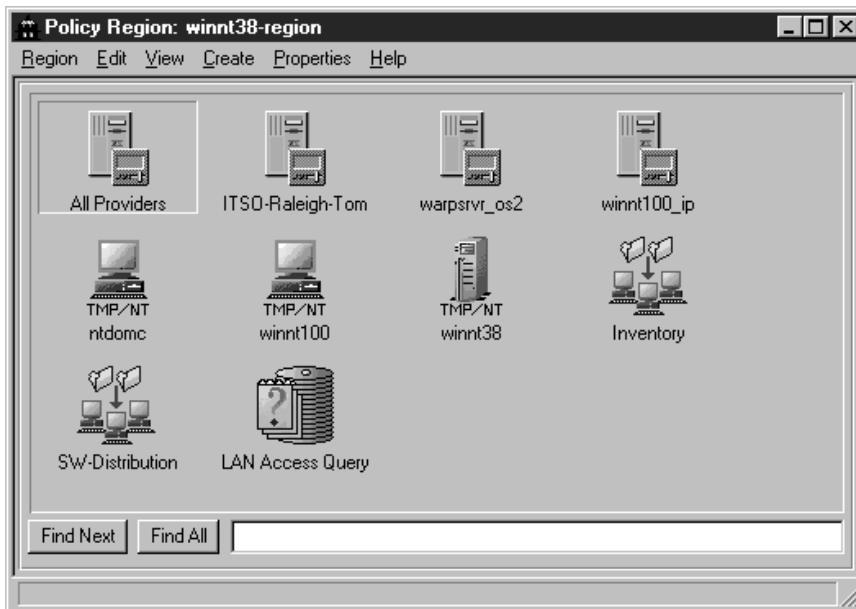 Policy Region: winnt38-region
Region Edit View Create Properties Help
All Providers ITSO-Raleigh-Tom warpsrvr_os2 winnt100_ip
TMP/NT TMP/NT TMP/NT
ntdomc winnt100 winnt38 Inventory
SW-Distribution LAN Access Query
Find Next Find All